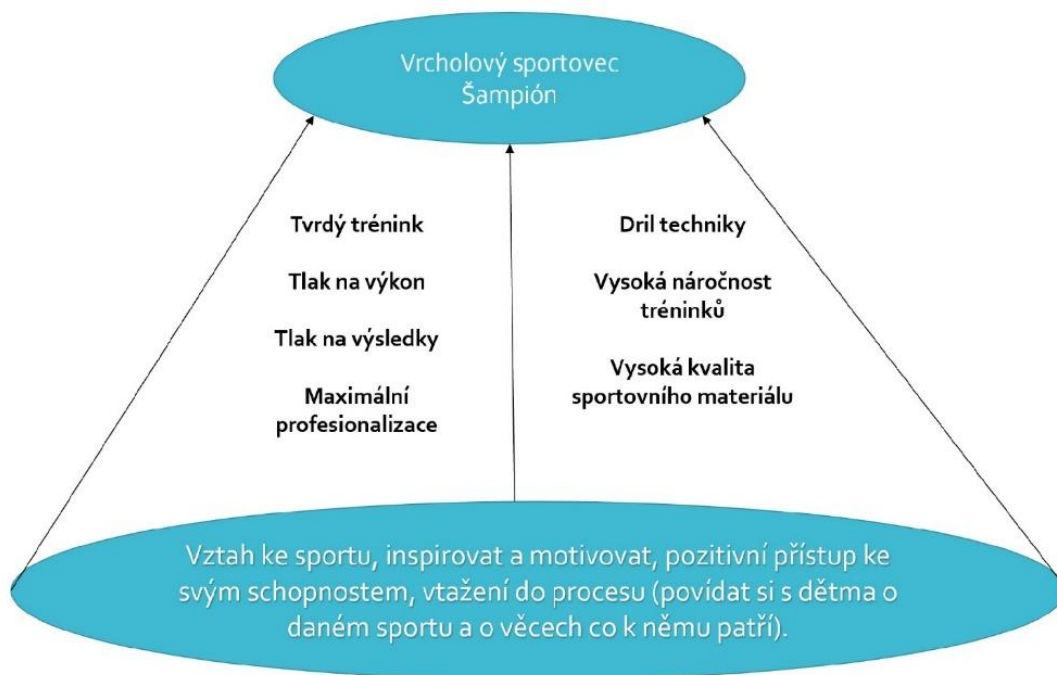 Vrcholový sportovec
Šampión
Tvrdý trénink
Tlak na výkon
Tlak na výsledky
Maximální
profesionalizace
Dril techniky
Vysoká náročnost
tréninků
Vysoká kvalita
sportovního materiálu
Vztah ke sportu, inspirovat a motivovat, pozitivní přístup ke
svým schopnostem, vtažení do procesu (povídat si s dětma o
daném sportu a o věcech co k němu patří).